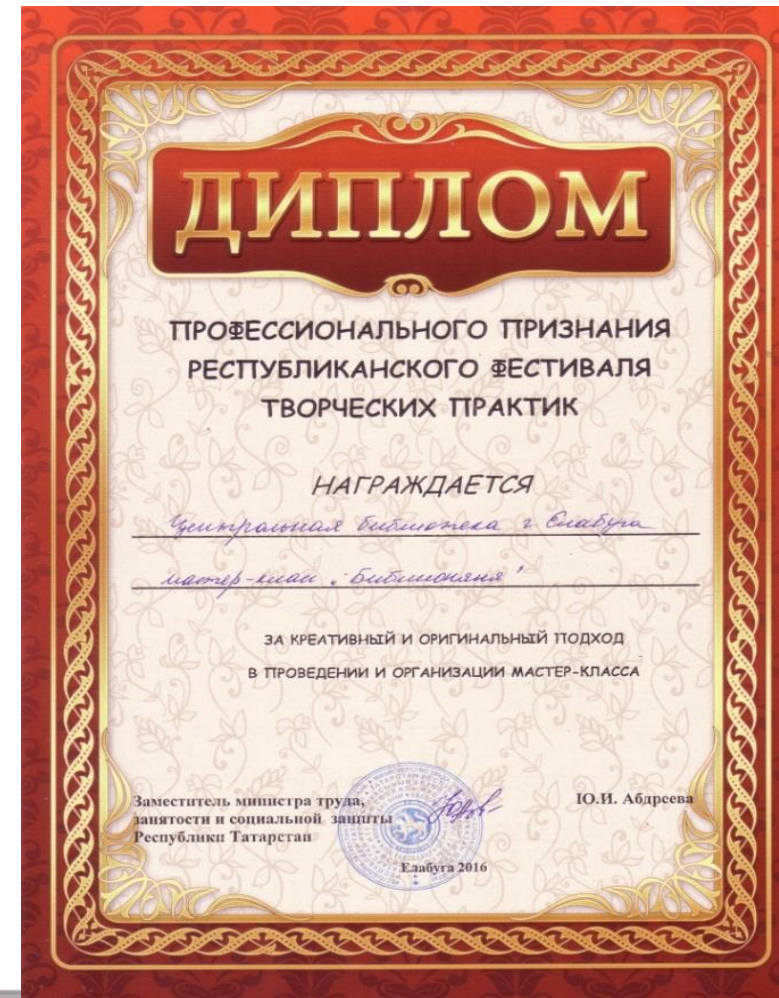 ДИПЛОМ
ПРОФЕССИОНАЛЬНОГО ПРИЗНАНИЯ
РЕСПУБЛИКАНСКОГО ФЕСТИВАЛЯ
ТВОРЧЕСКИХ ПРАКТИК
НАГРАЖДАЕТСЯ
Центральная библиотека г Елабуга
мастер-класс "Библионяня"
ЗА КРЕАТИВНЫЙ И ОРИГИНАЛЬНЫЙ ПОДХОД
В ПРОВЕДЕНИИ И ОРГАНИЗАЦИИ МАСТЕР-КЛАССА
Заместитель министра труда,
занятости и социальной защиты
Республики Татарстан
Ю.И. Абдреева
Елабуга 2016